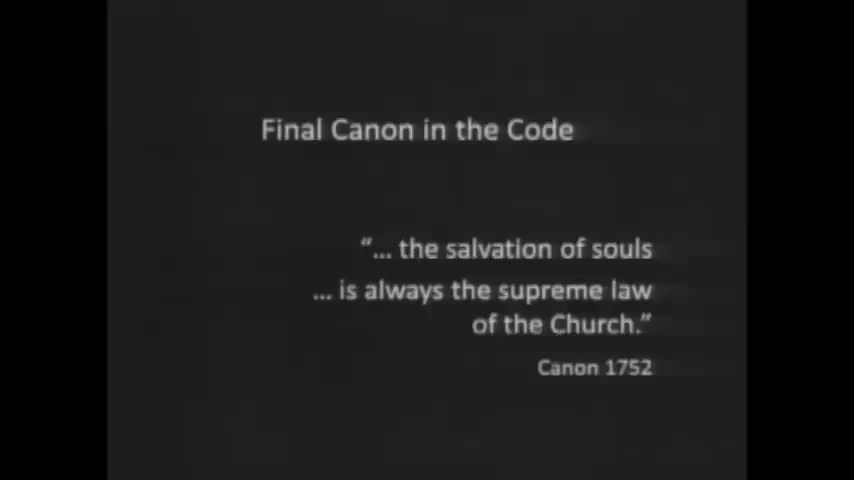 Final Canon in the Code
“... the salvation of souls
... is always the supreme law
of the Church.”
Canon 1752